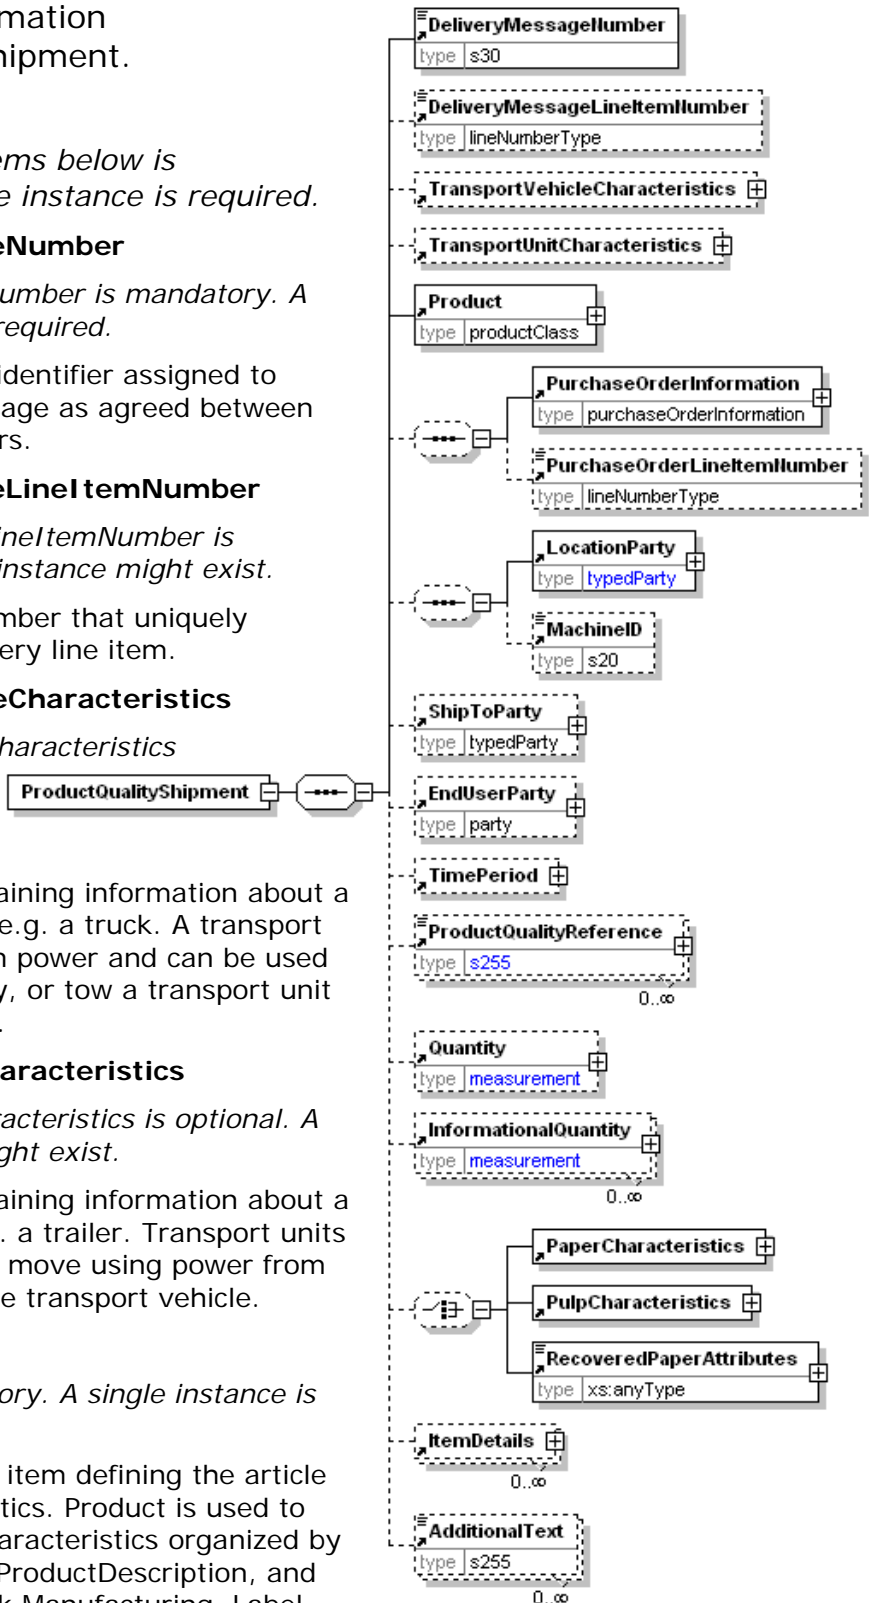 mation
hipment.
ems below is
e instance is required.
eNumber
umber is mandatory. A
required.
identifier assigned to
age as agreed between
rs.
eLineItemNumber
ineItemNumber is
instance might exist.
mber that uniquely
ery line item.
eCharacteristics
haracteristics
aining information about a
e.g. a truck. A transport
n power and can be used
y, or tow a transport unit
.
aracteristics
acteristics is optional. A
ght exist.
aining information about a
. a trailer. Transport units
move using power from
e transport vehicle.
ory. A single instance is
item defining the article
tics. Product is used to
aracteristics organized by
ProductDescription, and
k Manufacturing, Label
ProductQualityShipment
DeliveryMessageNumber
type s30
DeliveryMessageLineItemNumber
type lineNumberType
TransportVehicleCharacteristics
TransportUnitCharacteristics
Product
type productClass
PurchaseOrderInformation
type purchaseOrderInformation
PurchaseOrderLineItemNumber
type lineNumberType
LocationParty
type typedParty
MachineID
type s20
ShipToParty
type typedParty
EndUserParty
type party
TimePeriod
ProductQualityReference
type s255
0..∞
Quantity
type measurement
InformationalQuantity
type measurement
0..∞
PaperCharacteristics
PulpCharacteristics
RecoveredPaperAttributes
type xs:anyType
ItemDetails
0..∞
AdditionalText
type s255
0..∞